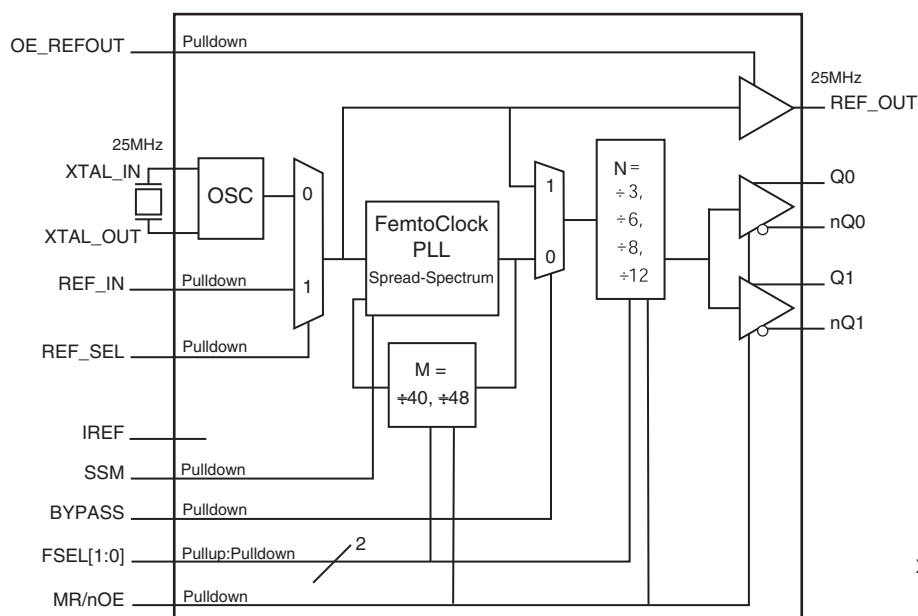 OE_REFOUT
Pulldown
25MHz
REF_OUT
25MHz
XTAL_IN
OSC
XTAL_OUT
0
1
FemtoClock
PLL
Spread-Spectrum
1
0
N=
÷3,
÷6,
÷8,
÷12
Q0
nQ0
Q1
nQ1
REF_IN
Pulldown
REF_SEL
Pulldown
M =
÷40, ÷48
IREF
SSM
Pulldown
BYPASS
Pulldown
FSEL[1:0]
Pullup:Pulldown
2
MR/nOE
Pulldown